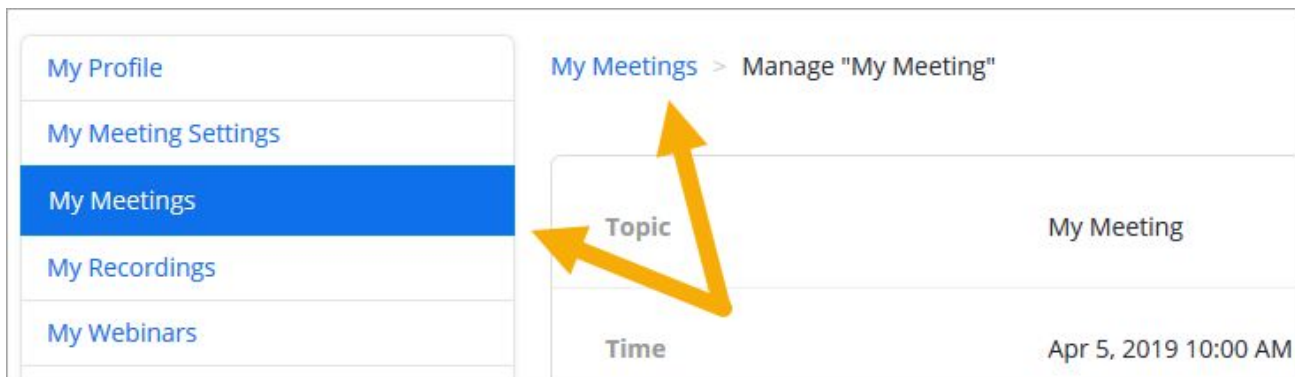 My Profile
My Meeting Settings
My Meetings
My Recordings
My Webinars
My Meetings > Manage "My Meeting"
Topic My Meeting
Time Apr 5, 2019 10:00 AM